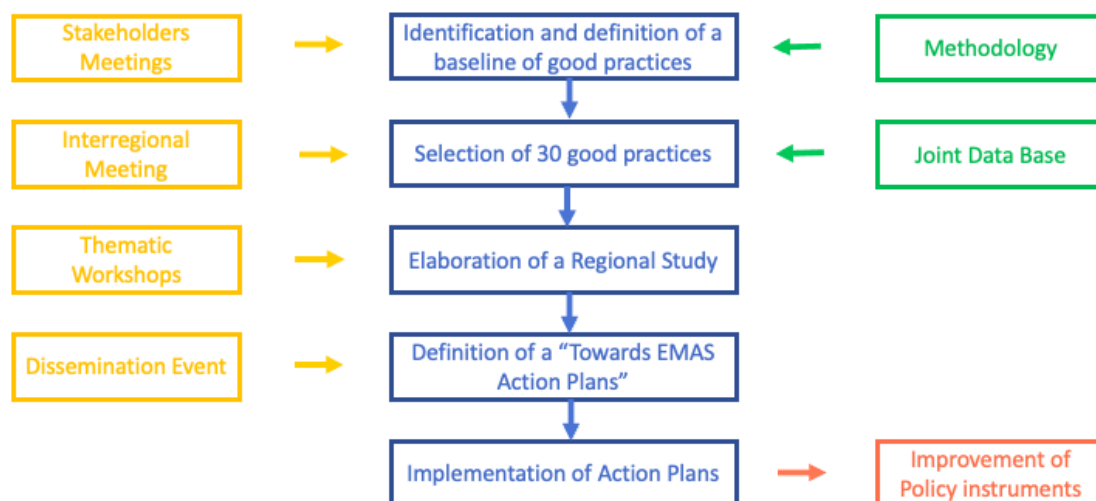 Stakeholders
Meetings
Identification and definition of a
baseline of good practices
Methodology
Interregional
Meeting
Selection of 30 good practices
Joint Data Base
Thematic
Workshops
Elaboration of a Regional Study
Dissemination Event
Definition of a “Towards EMAS
Action Plans”
Implementation of Action Plans
Improvement of
Policy instruments